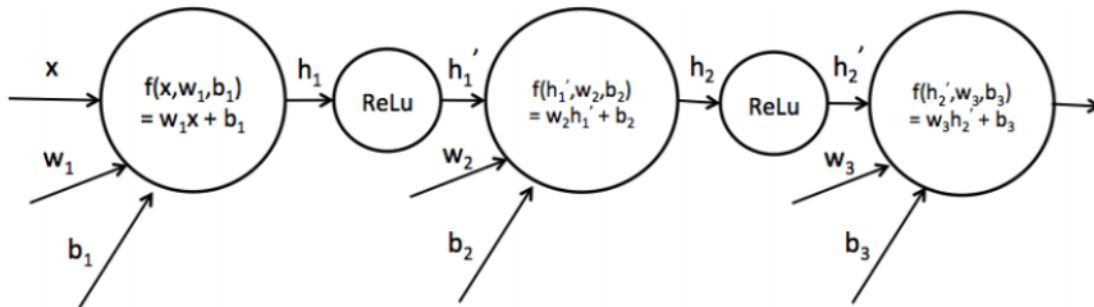 x
f(x,w₁,b₁)
= w₁x + b₁
h₁
ReLu
h₁′
f(h₁′,w₂,b₂)
= w₂h₁′ + b₂
h₂
ReLu
h₂′
f(h₂′,w₃,b₃)
= w₃h₂′ + b₃
w₁
w₂
w₃
b₁
b₂
b₃